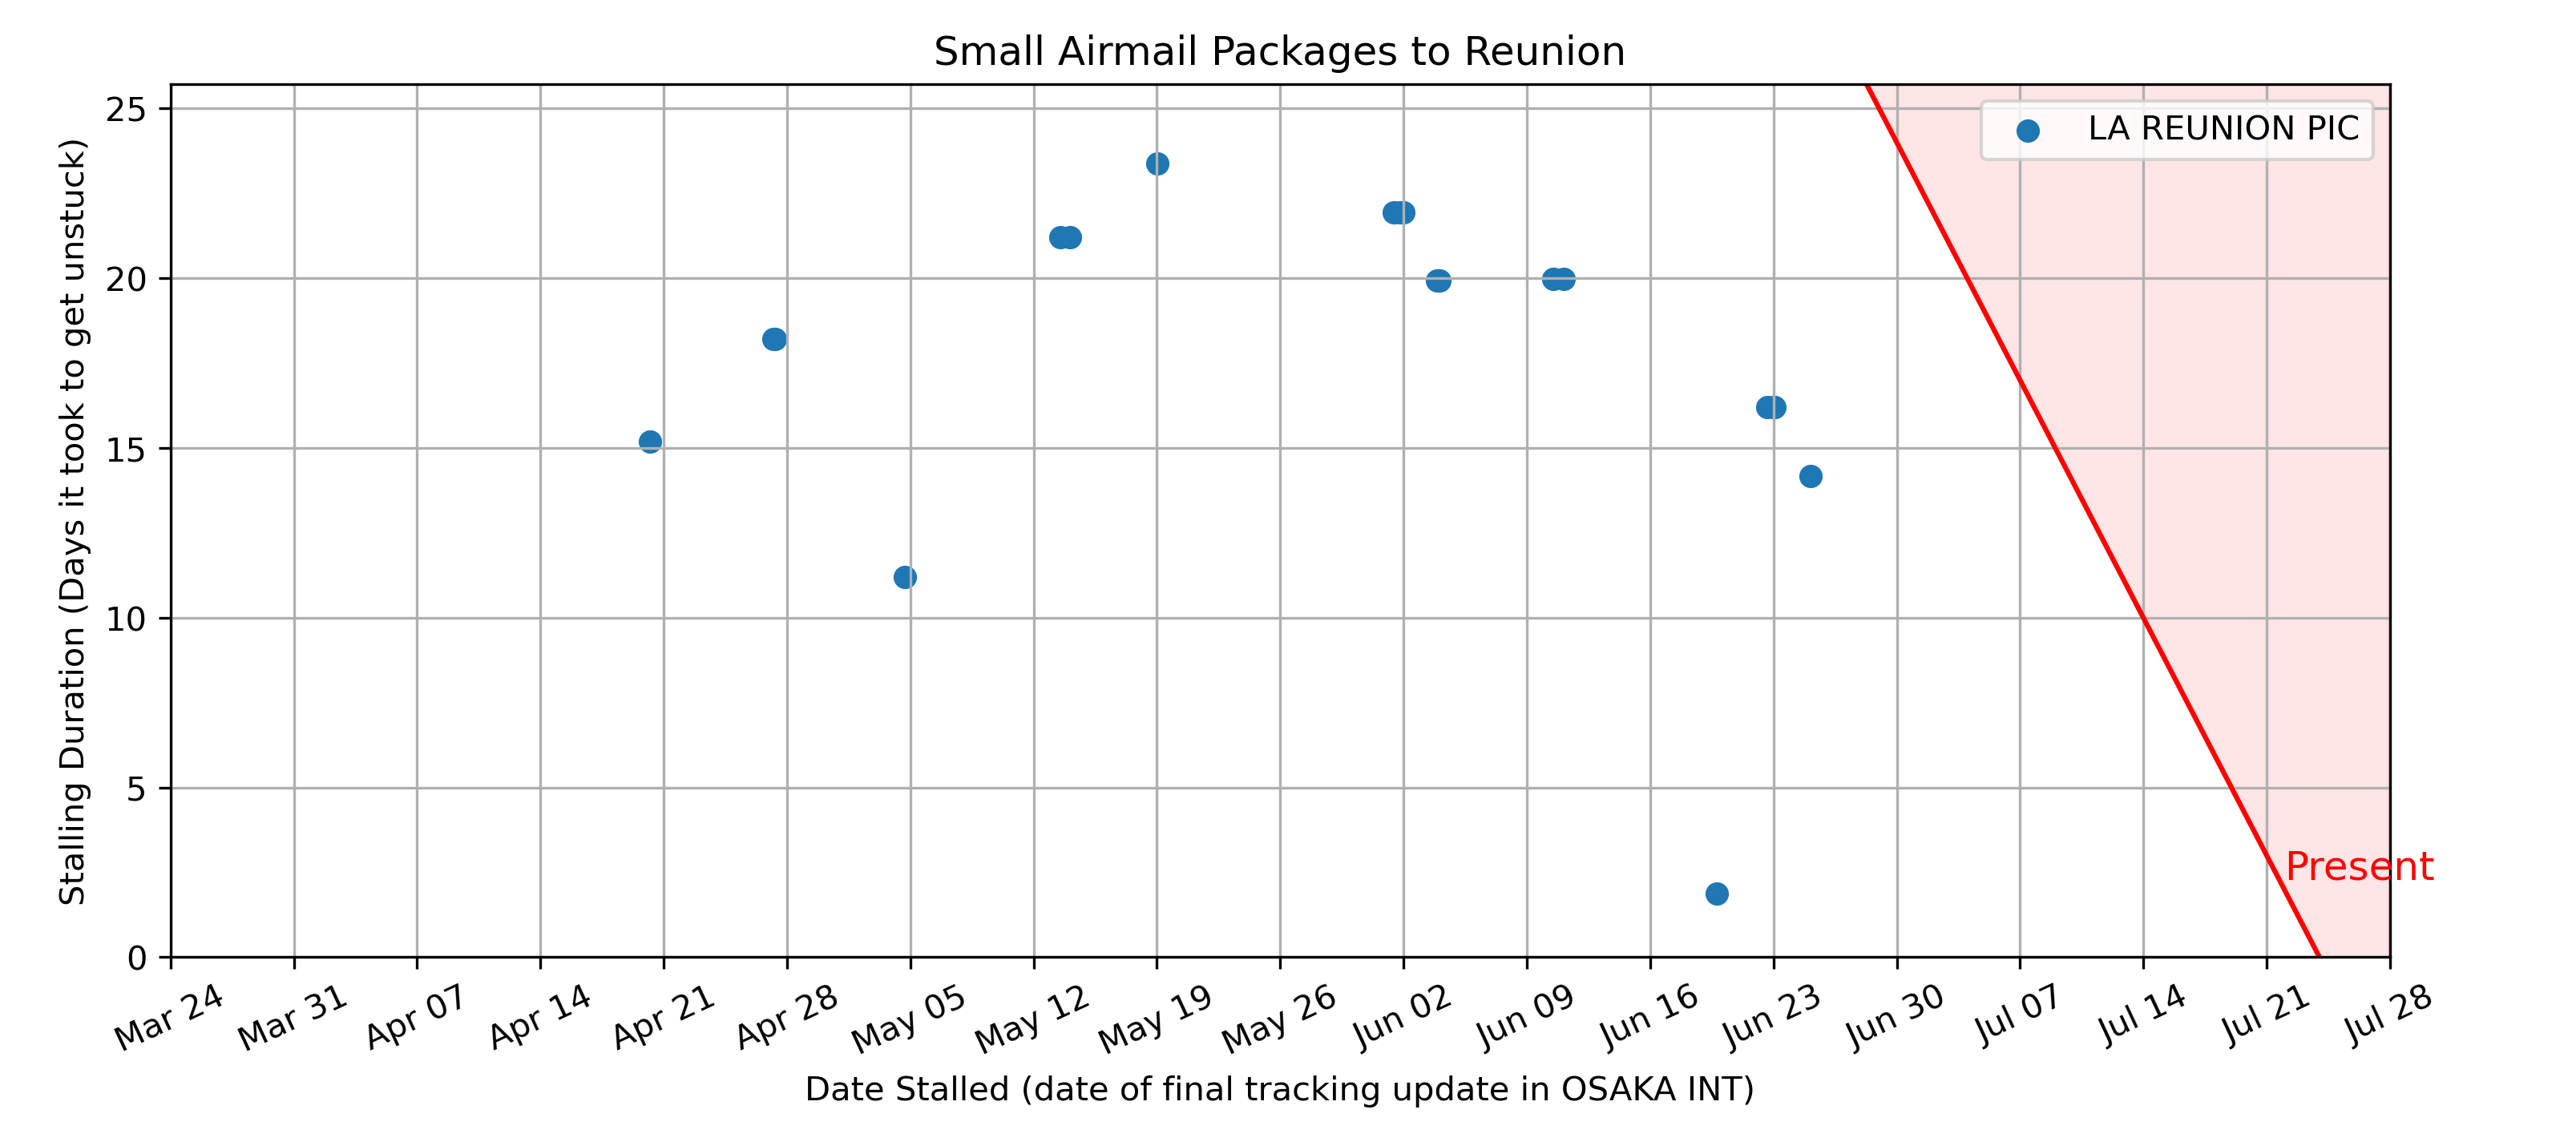 Small Airmail Packages to Reunion
LA REUNION PIC
Stalling Duration (Days it took to get unstuck)
25
20
15
10
5
0
Present
Mar 24
Mar 31
Apr 07
Apr 14
Apr 21
Apr 28
May 05
May 12
May 19
May 26
Jun 02
Jun 09
Jun 16
Jun 23
Jun 30
Jul 07
Jul 14
Jul 21
Jul 28
Date Stalled (date of final tracking update in OSAKA INT)